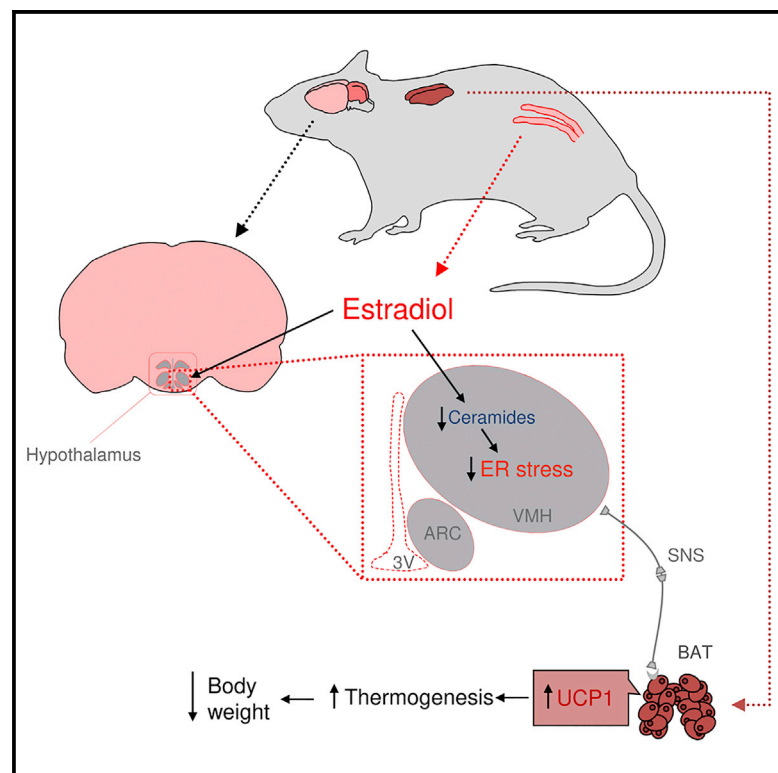 Estradiol
Hypothalamus
↓ Ceramides
↓ ER stress
VMH
ARC
3V
SNS
BAT
↑ UCP1
↑ Thermogenesis
↓ Body
weight